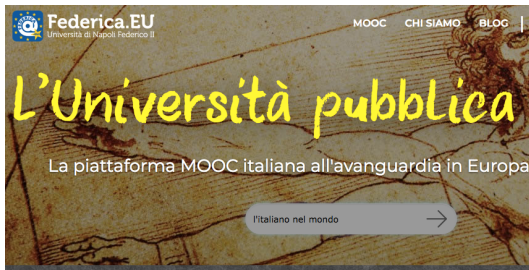 Federica.EU
Università di Napoli Federico II
MOOC CHI SIAMO BLOG
L'Università pubblica
La piattaforma MOOC italiana all'avanguardia in Europa
l'italiano nel mondo